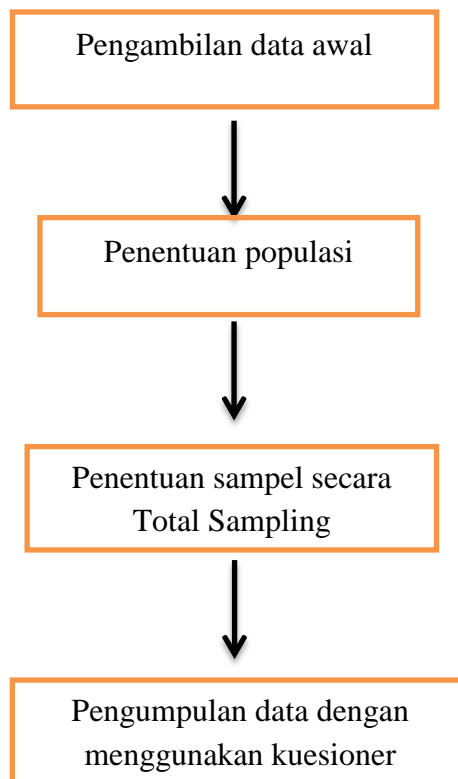 Pengambilan data awal
Penentuan populasi
Penentuan sampel secara
Total Sampling
Pengumpulan data dengan
menggunakan kuesioner